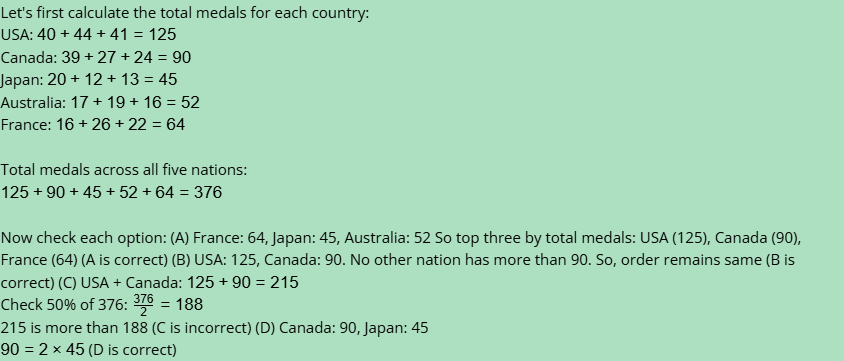 Let's first calculate the total medals for each country:
USA: 40 + 44 + 41 = 125
Canada: 39 + 27 + 24 = 90
Japan: 20 + 12 + 13 = 45
Australia: 17 + 19 + 16 = 52
France: 16 + 26 + 22 = 64
Total medals across all five nations:
125 + 90 + 45 + 52 + 64 = 376
Now check each option: (A) France: 64, Japan: 45, Australia: 52 So top three by total medals: USA (125), Canada (90),
France (64) (A is correct) (B) USA: 125, Canada: 90. No other nation has more than 90. So, order remains same (B is
correct) (C) USA + Canada: 125 + 90 = 215
Check 50% of 376: 376/2 = 188
215 is more than 188 (C is incorrect) (D) Canada: 90, Japan: 45
90 = 2 × 45 (D is correct)